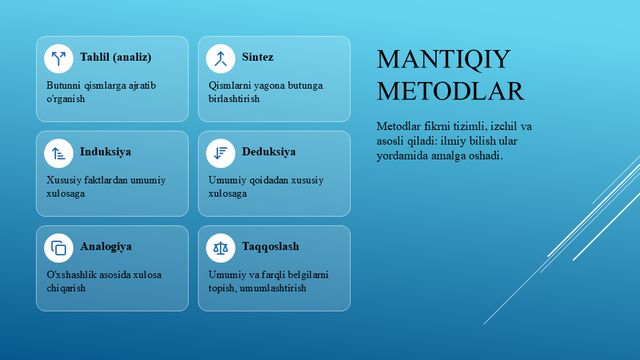 Tahlil (analiz)
Butunni qismlarga ajratib
o'rganish
Sintez
Qismlarni yagona butunga
birlashtirish
Induksiya
Xususiy faktlardan umumiy
xulosaga
Deduksiya
Umumiy qoidadan xususiy
xulosaga
Analogiya
O'xshashlik asosida xulosa
chiqarish
Taqqoslash
Umumiy va farqli belgilarni
topish, umumlashtirish
MANTIQIY
METODLAR
Metodlar fikrni tizimli, izchil va
asosli qiladi: ilmiy bilish ular
yordamida amalga oshadi.